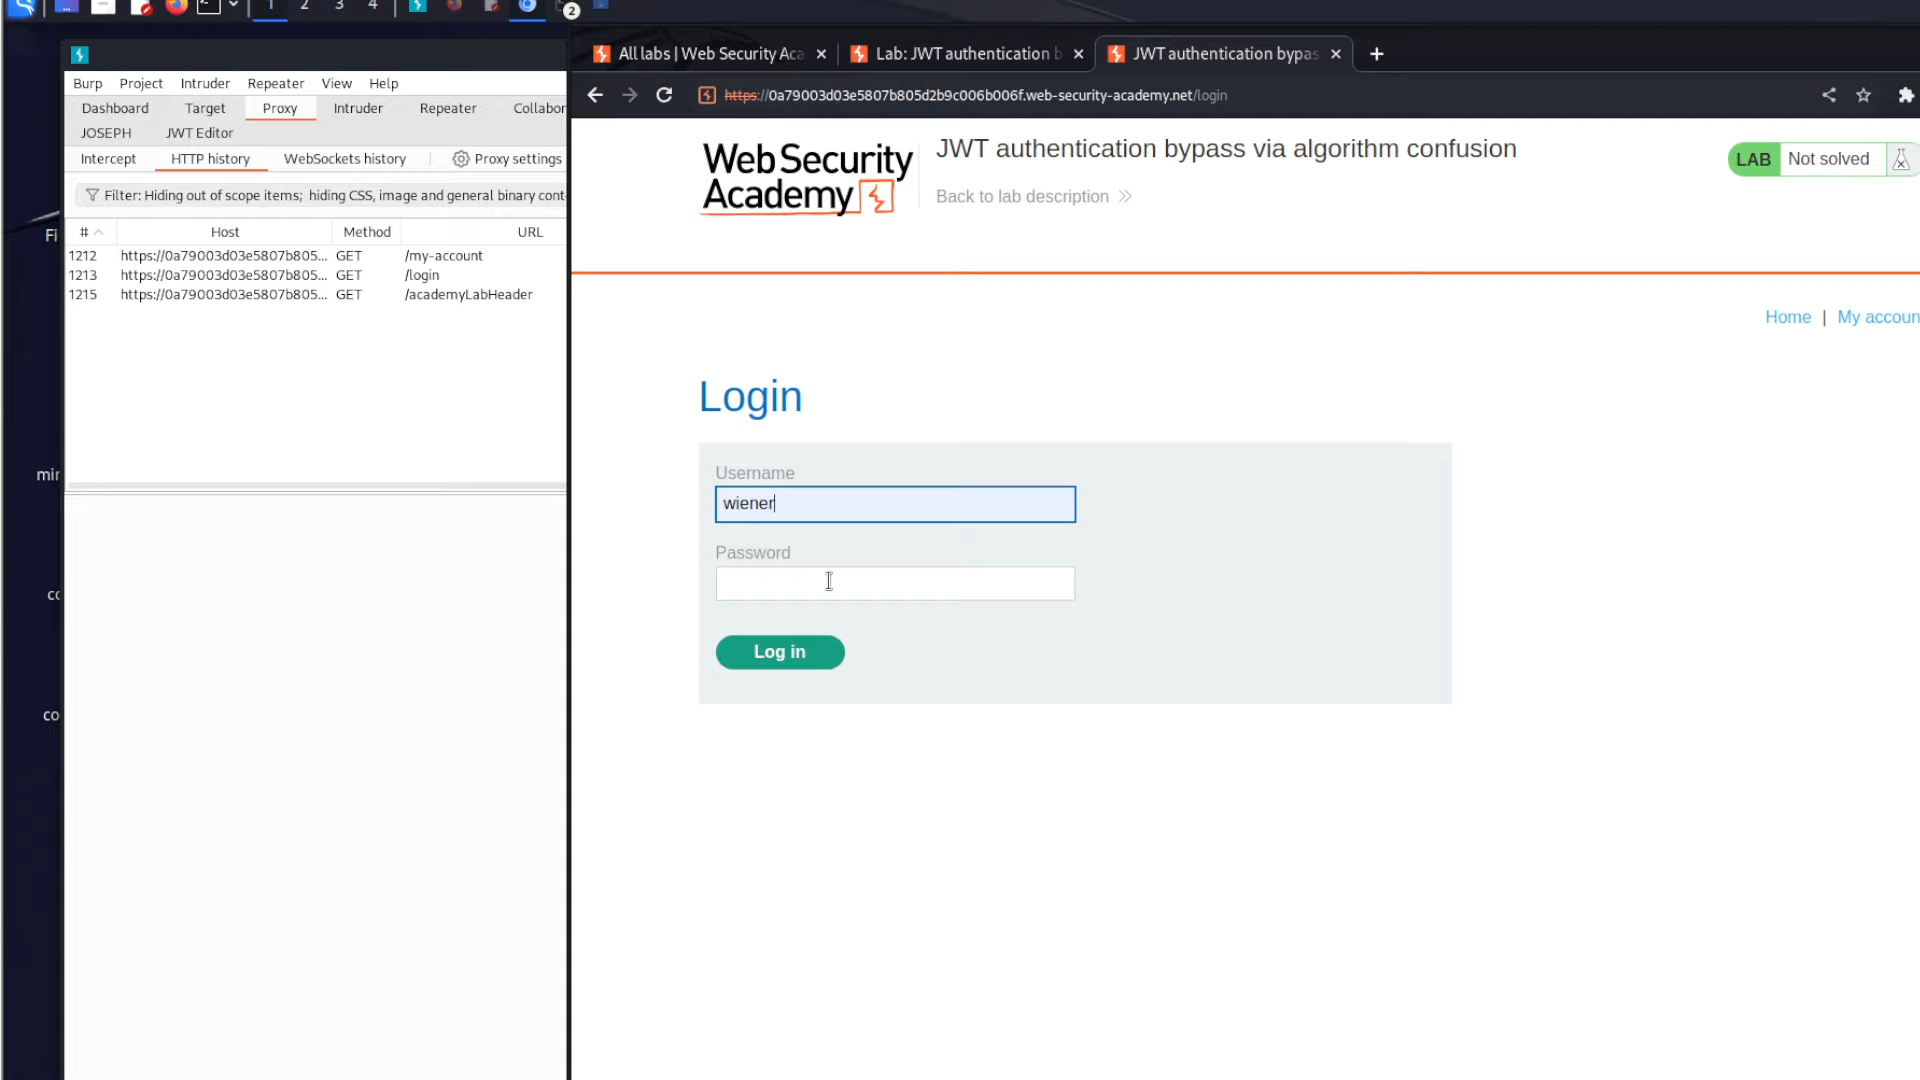 1 2 3 4
2
All labs | Web Security Aca
Lab: JWT authentication b
JWT authentication bypas
Burp Project Intruder Repeater View Help
https://0a79003d03e5807b805d2b9c006b006f.web-security-academy.net/login
Dashboard Target Proxy Intruder Repeater Collabor
JOSEPH JWT Editor
Intercept HTTP history WebSockets history Proxy settings
Filter: Hiding out of scope items; hiding CSS, image and general binary cont
# Host Method URL
1212 https://0a79003d03e5807b805... GET /my-account
1213 https://0a79003d03e5807b805... GET /login
1215 https://0a79003d03e5807b805... GET /academyLabHeader
Fi
mir
co
WebSecurity
Academy
JWT authentication bypass via algorithm confusion
Back to lab description
LAB Not solved
Home | My accoun
Login
Username
wiener
Password
Log in